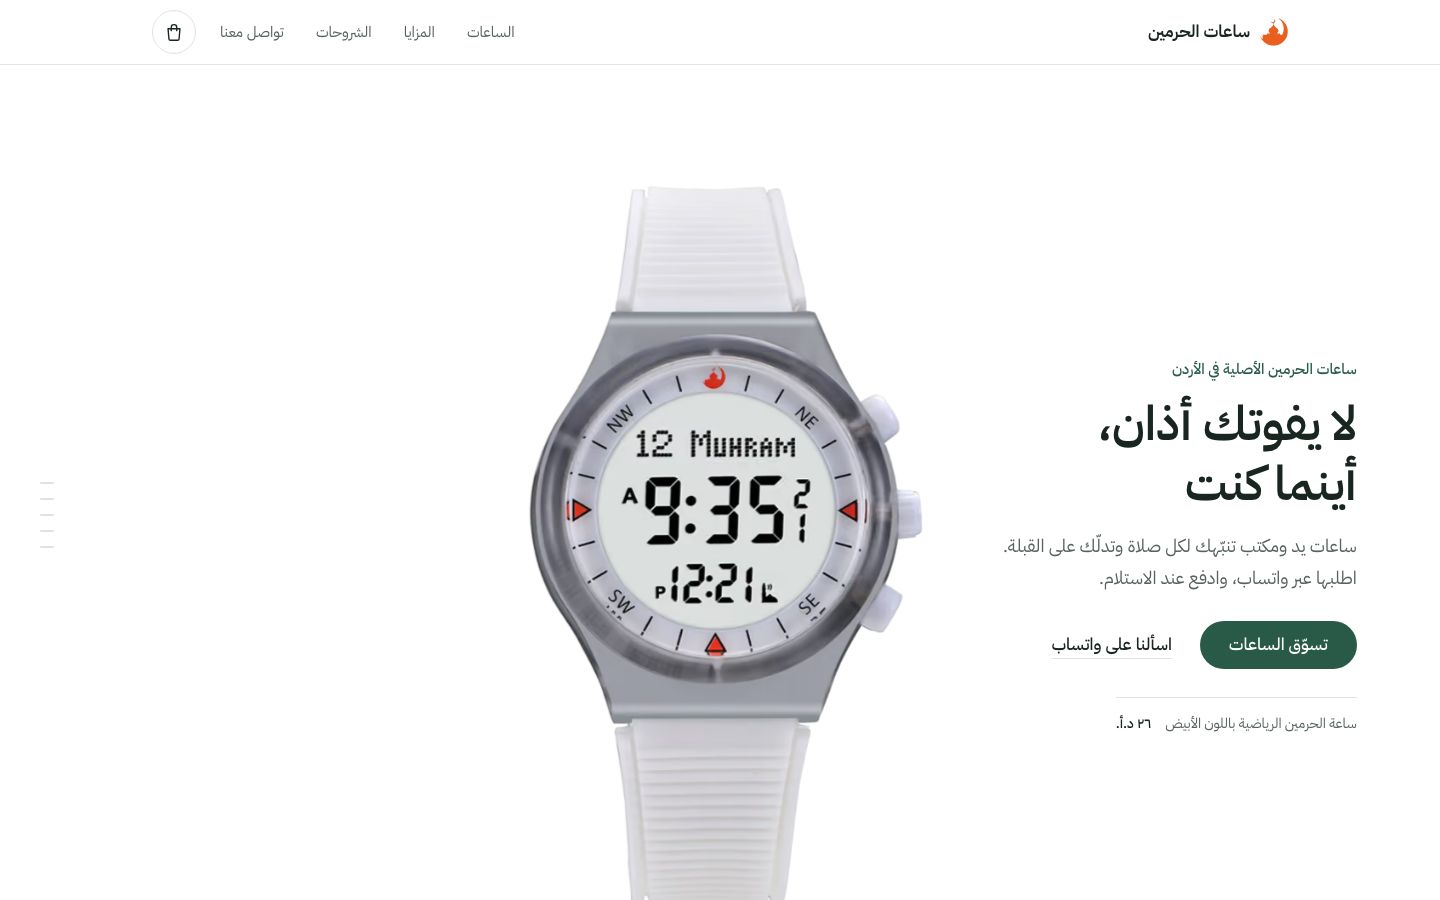 ساعات الحرمين
الساعات
المزايا
الشروحات
تواصل معنا
ساعات الحرمين الأصلية في الأردن
لا يفوتك أذان،
أينما كنت
ساعات يد ومكتب تنبّهك لكل صلاة وتدلّك على القبلة.
اطلبها عبر واتساب، وادفع عند الاستلام.
تسوّق الساعات
اسألنا على واتساب
ساعة الحرمين الرياضية باللون الأبيض
٢٦ د.أ.
NW
NE
12 MUHRAM
A 9:35 21
P 12:21
SW
SE